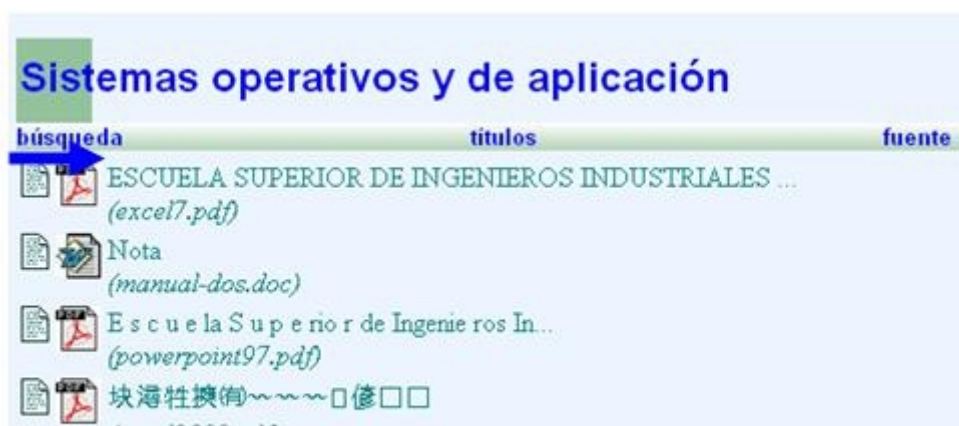 Sistemas operativos y de aplicación
búsqueda títulos fuente
ESCUELA SUPERIOR DE INGENIEROS INDUSTRIALES ...
(excel7.pdf)
Nota
(manual-dos.doc)
E s c u e la S u p e rio r de Ingenie ros In...
(powerpoint97.pdf)